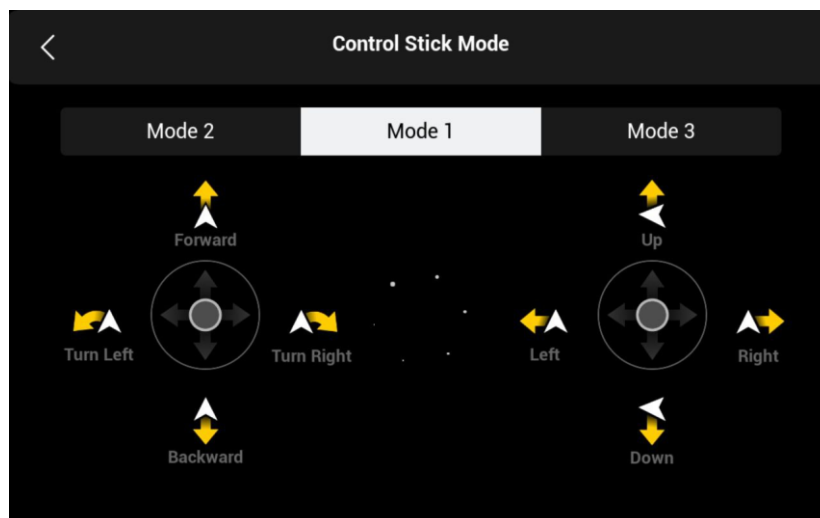 Control Stick Mode
Mode 2 Mode 1 Mode 3
Forward Up
Turn Left Turn Right Left Right
Backward Down